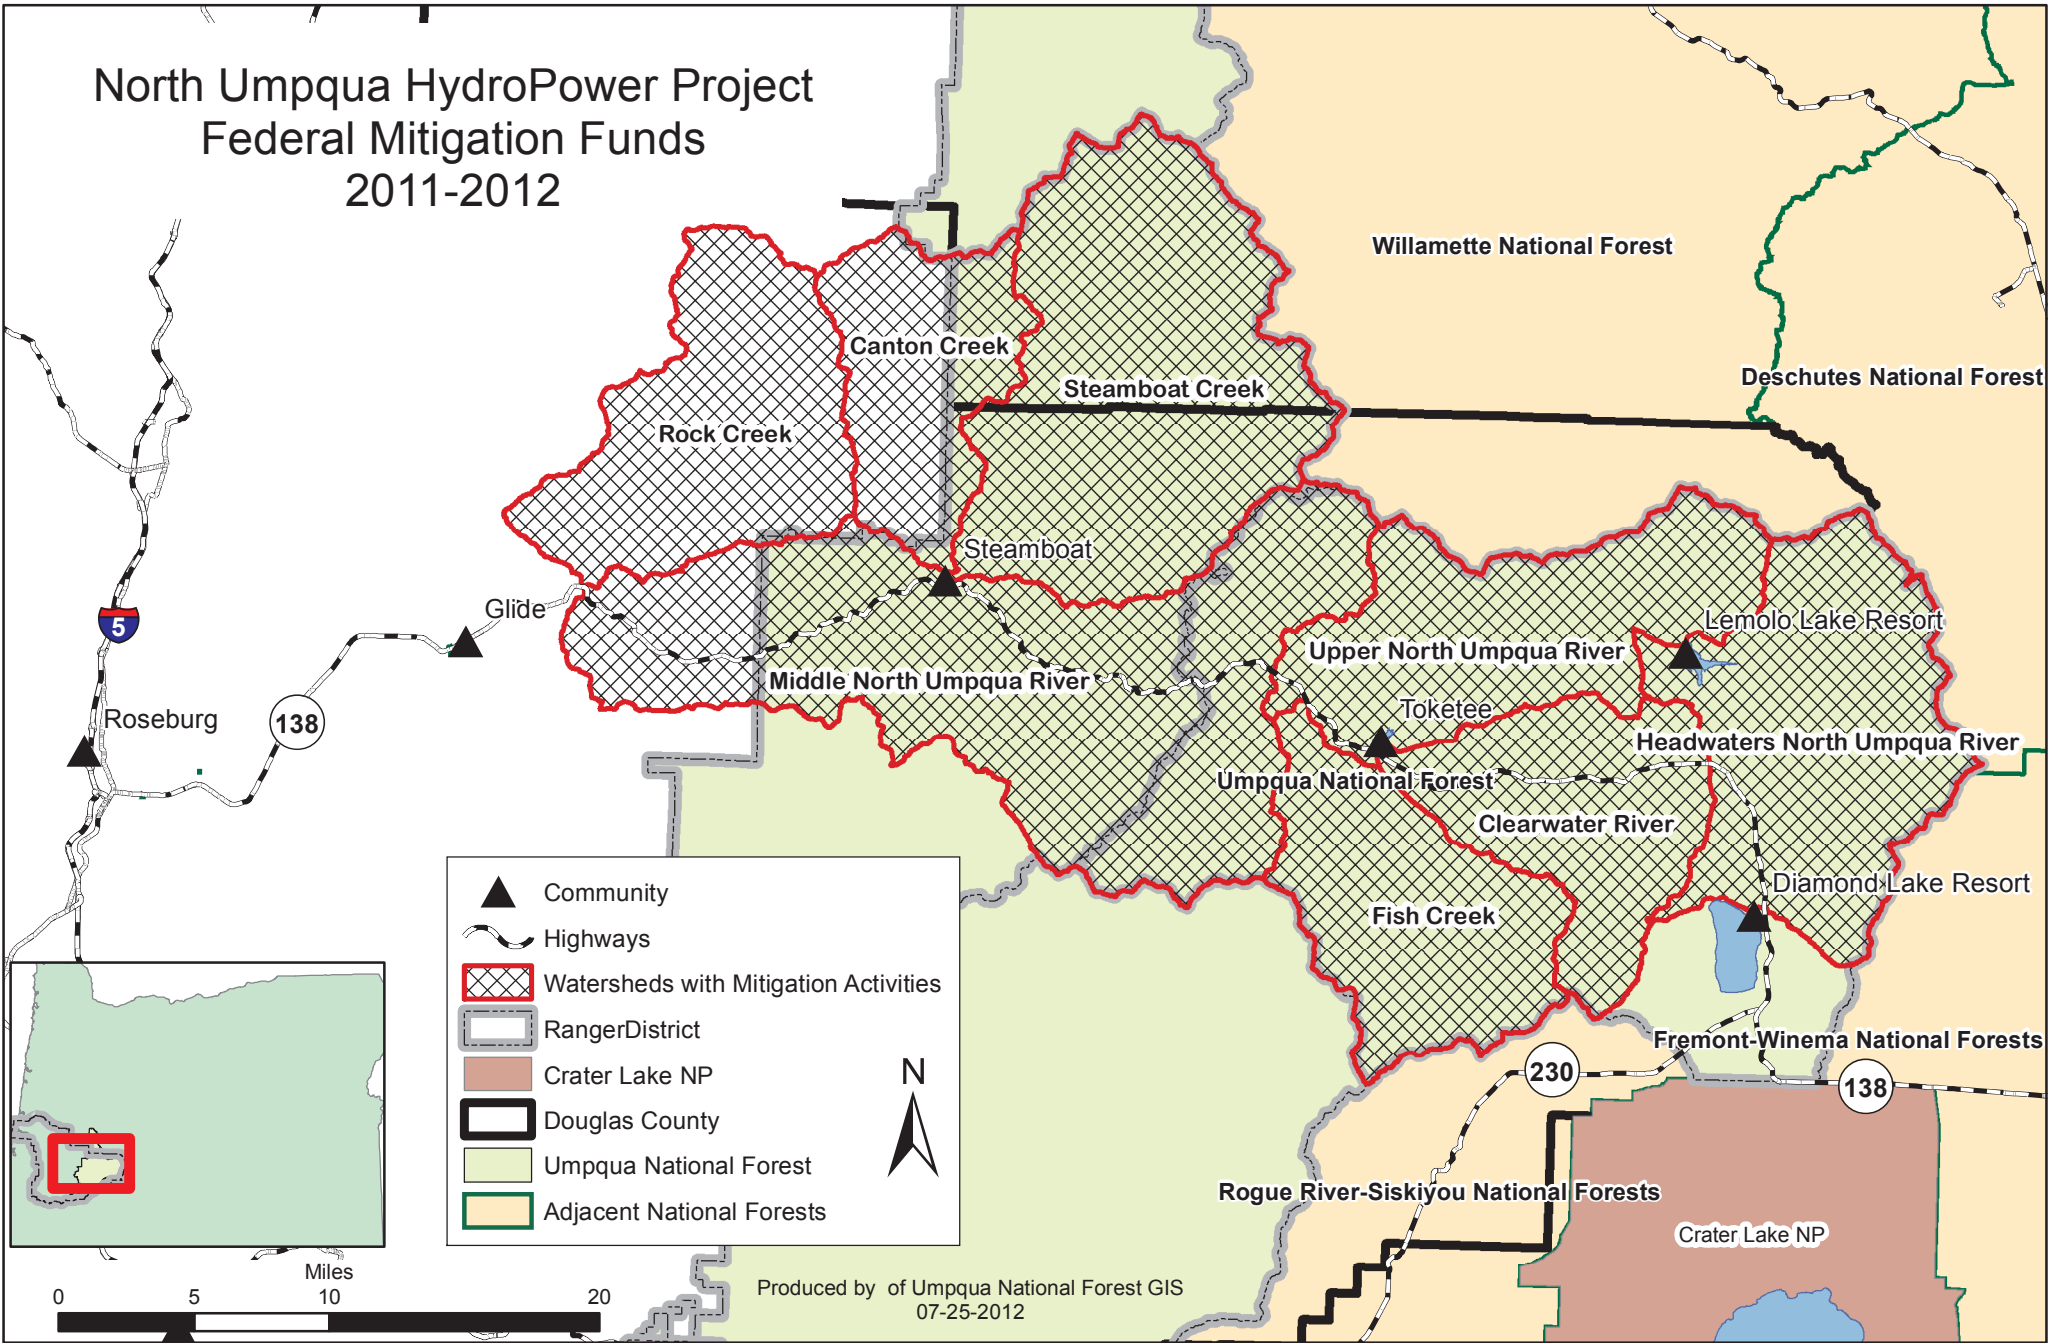 North Umpqua HydroPower Project
Federal Mitigation Funds
2011-2012
Willamette National Forest
Canton Creek
Deschutes National Forest
Steamboat Creek
Rock Creek
Steamboat
Glide
5
Lemolo Lake Resort
Upper North Umpqua River
Middle North Umpqua River
Toketee
Roseburg
138
Headwaters North Umpqua River
Umpqua National Forest
Clearwater River
Diamond Lake Resort
Fish Creek
Community
Highways
Watersheds with Mitigation Activities
RangerDistrict
Crater Lake NP
Douglas County
Umpqua National Forest
Adjacent National Forests
N
Fremont-Winema National Forests
230
138
Rogue River-Siskiyou National Forests
Crater Lake NP
Miles
0 5 10 20
Produced by of Umpqua National Forest GIS
07-25-2012